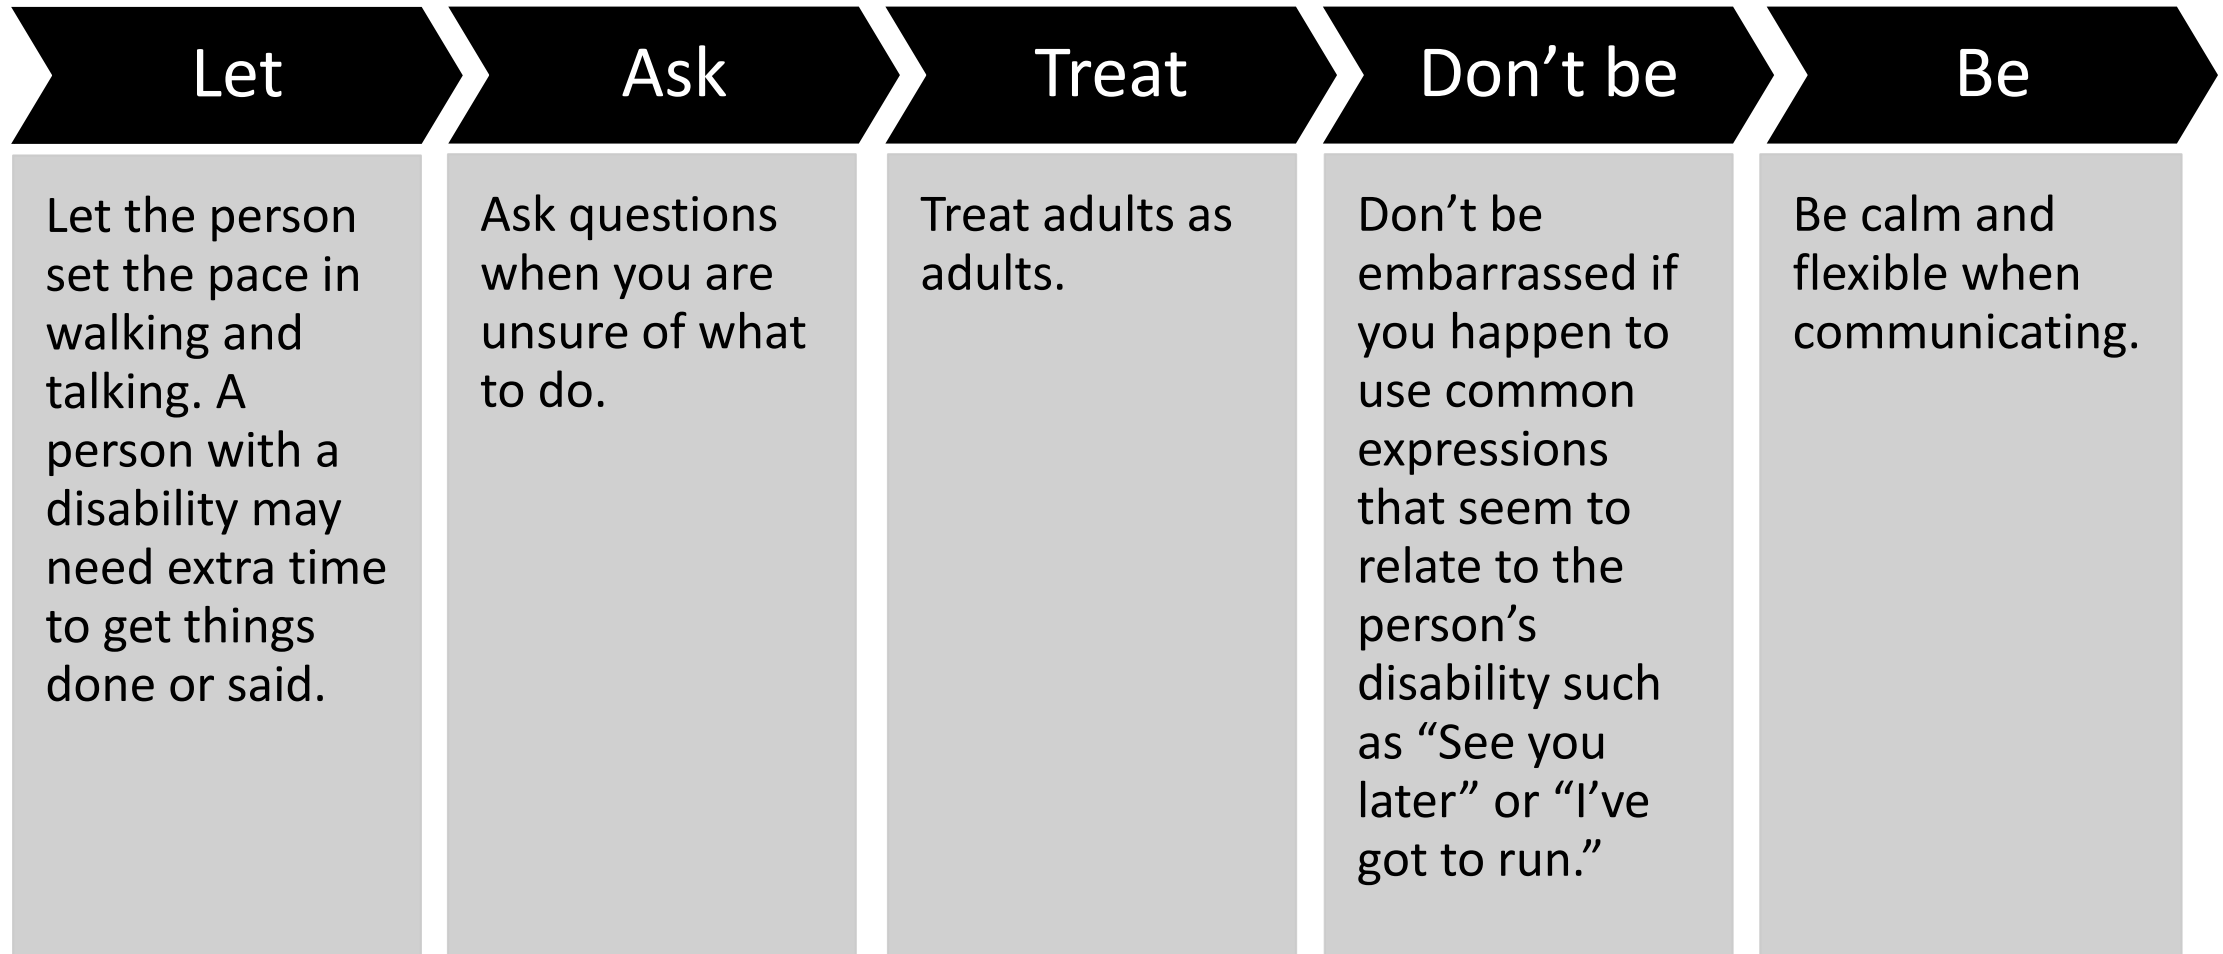 Let
Let the person
set the pace in
walking and
talking. A
person with a
disability may
need extra time
to get things
done or said.
Ask
Ask questions
when you are
unsure of what
to do.
Treat
Treat adults as
adults.
Don’t be
Don’t be
embarrassed if
you happen to
use common
expressions
that seem to
relate to the
person’s
disability such
as “See you
later” or “I’ve
got to run.”
Be
Be calm and
flexible when
communicating.